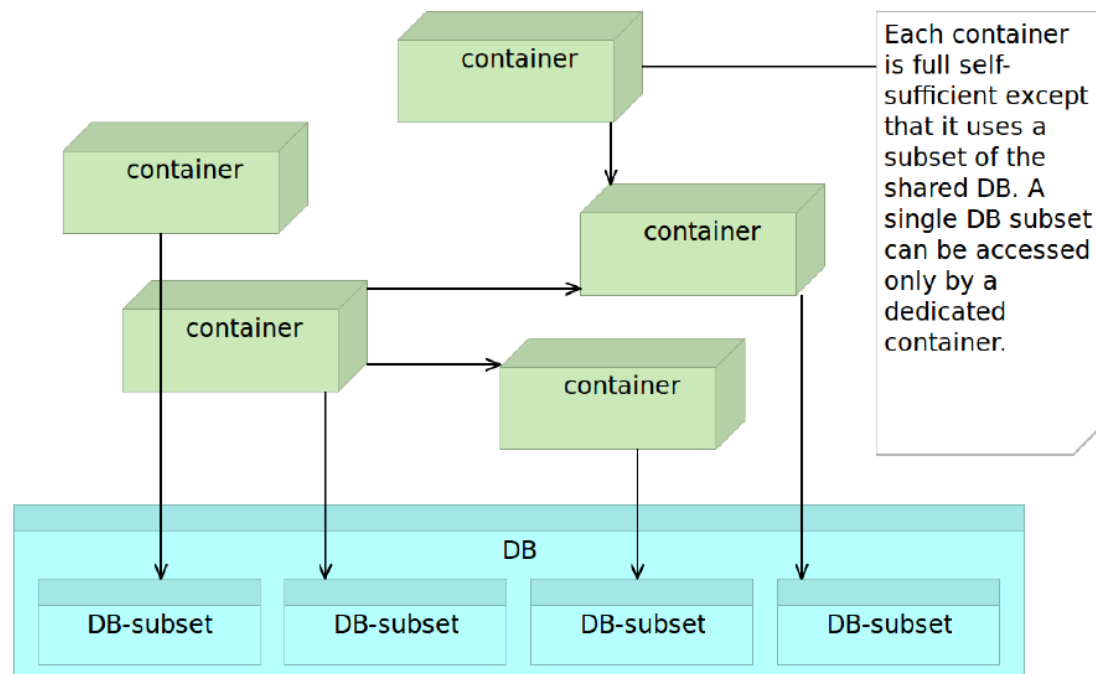 container
Each container
is full self-
sufficient except
that it uses a
subset of the
shared DB. A
single DB subset
can be accessed
only by a
dedicated
container.
container
container
container
container
DB
DB-subset
DB-subset
DB-subset
DB-subset